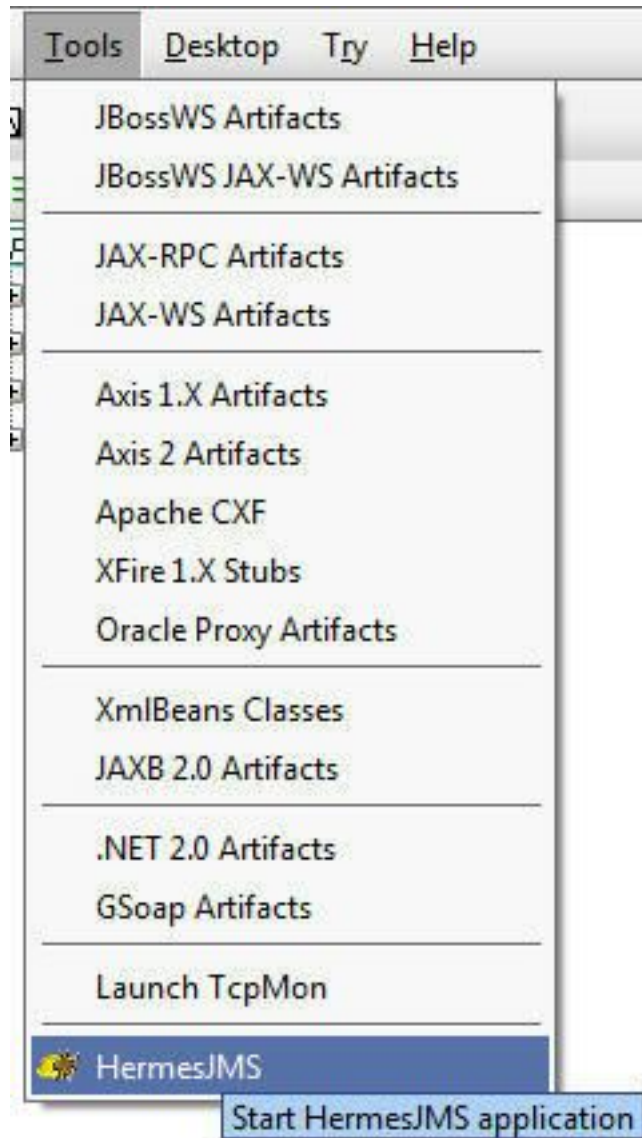 Tools Desktop Try Help
JBossWS Artifacts
JBossWS JAX-WS Artifacts
JAX-RPC Artifacts
JAX-WS Artifacts
Axis 1.X Artifacts
Axis 2 Artifacts
Apache CXF
XFire 1.X Stubs
Oracle Proxy Artifacts
XmlBeans Classes
JAXB 2.0 Artifacts
.NET 2.0 Artifacts
GSoap Artifacts
Launch TcpMon
HermesJMS
Start HermesJMS application